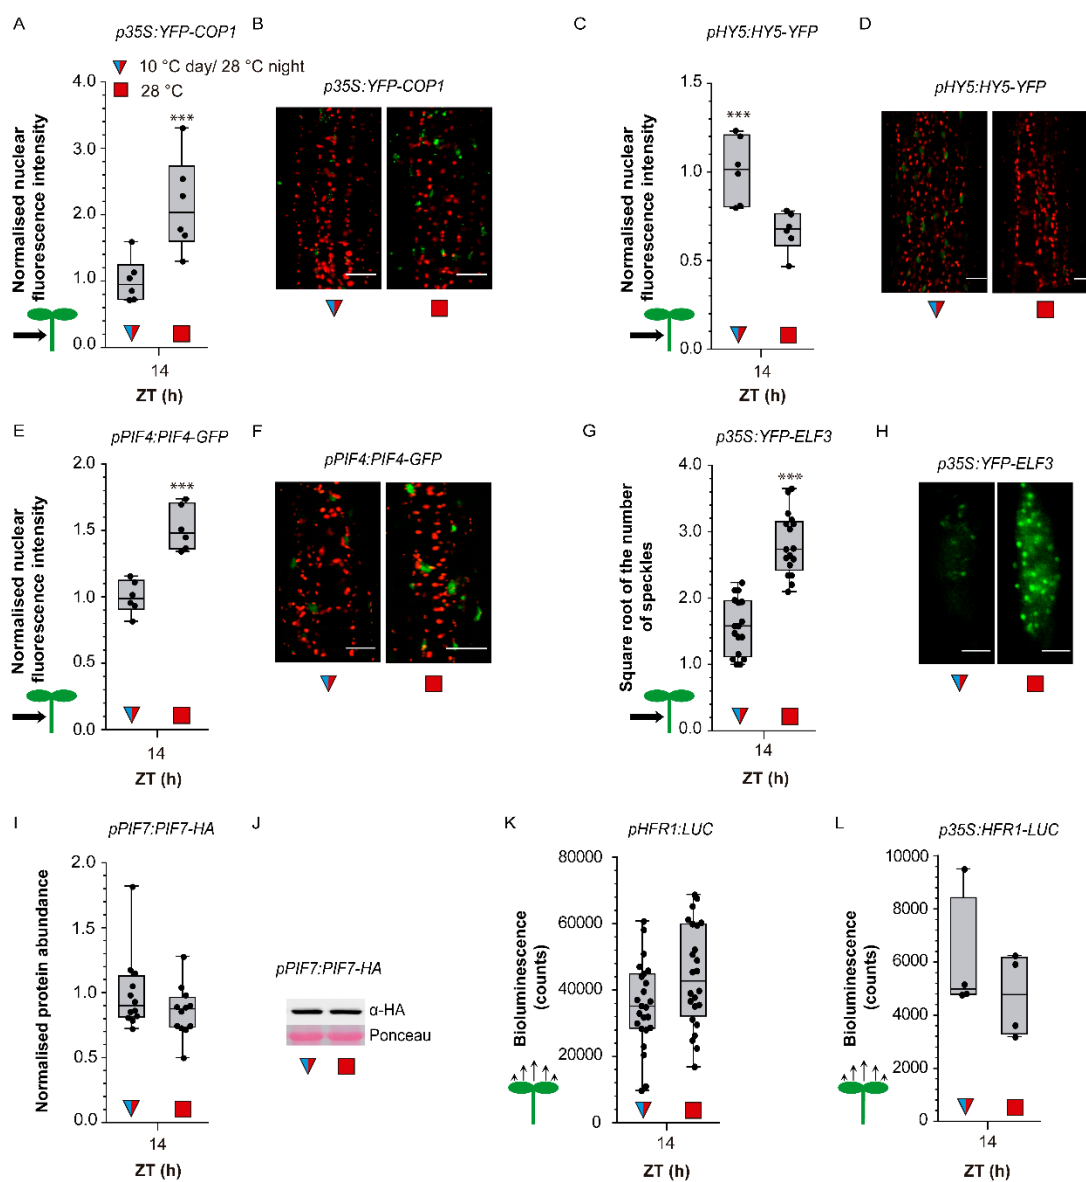 A
p35S:YFP-COP1
10 °C day/ 28 °C night
28 °C
Normalised nuclear
fluorescence intensity
4.0
3.0
2.0
1.0
0.0
***
14
ZT (h)
B
p35S:YFP-COP1
C
pHY5:HY5-YFP
Normalised nuclear
fluorescence intensity
1.5
1.0
0.5
0.0
***
14
ZT (h)
D
pHY5:HY5-YFP
E
pPIF4:PIF4-GFP
Normalised nuclear
fluorescence intensity
2.0
1.5
1.0
0.5
0.0
***
14
ZT (h)
F
pPIF4:PIF4-GFP
G
p35S:YFP-ELF3
Square root of the number
of speckles
4.0
3.0
2.0
1.0
0.0
***
14
ZT (h)
H
p35S:YFP-ELF3
I
pPIF7:PIF7-HA
Normalised protein abundance
2.0
1.5
1.0
0.5
0.0
14
ZT (h)
J
pPIF7:PIF7-HA
α-HA
Ponceau
K
pHFR1:LUC
Bioluminescence
(counts)
80000
60000
40000
20000
0
14
ZT (h)
L
p35S:HFR1-LUC
Bioluminescence
(counts)
10000
8000
6000
4000
2000
0
14
ZT (h)